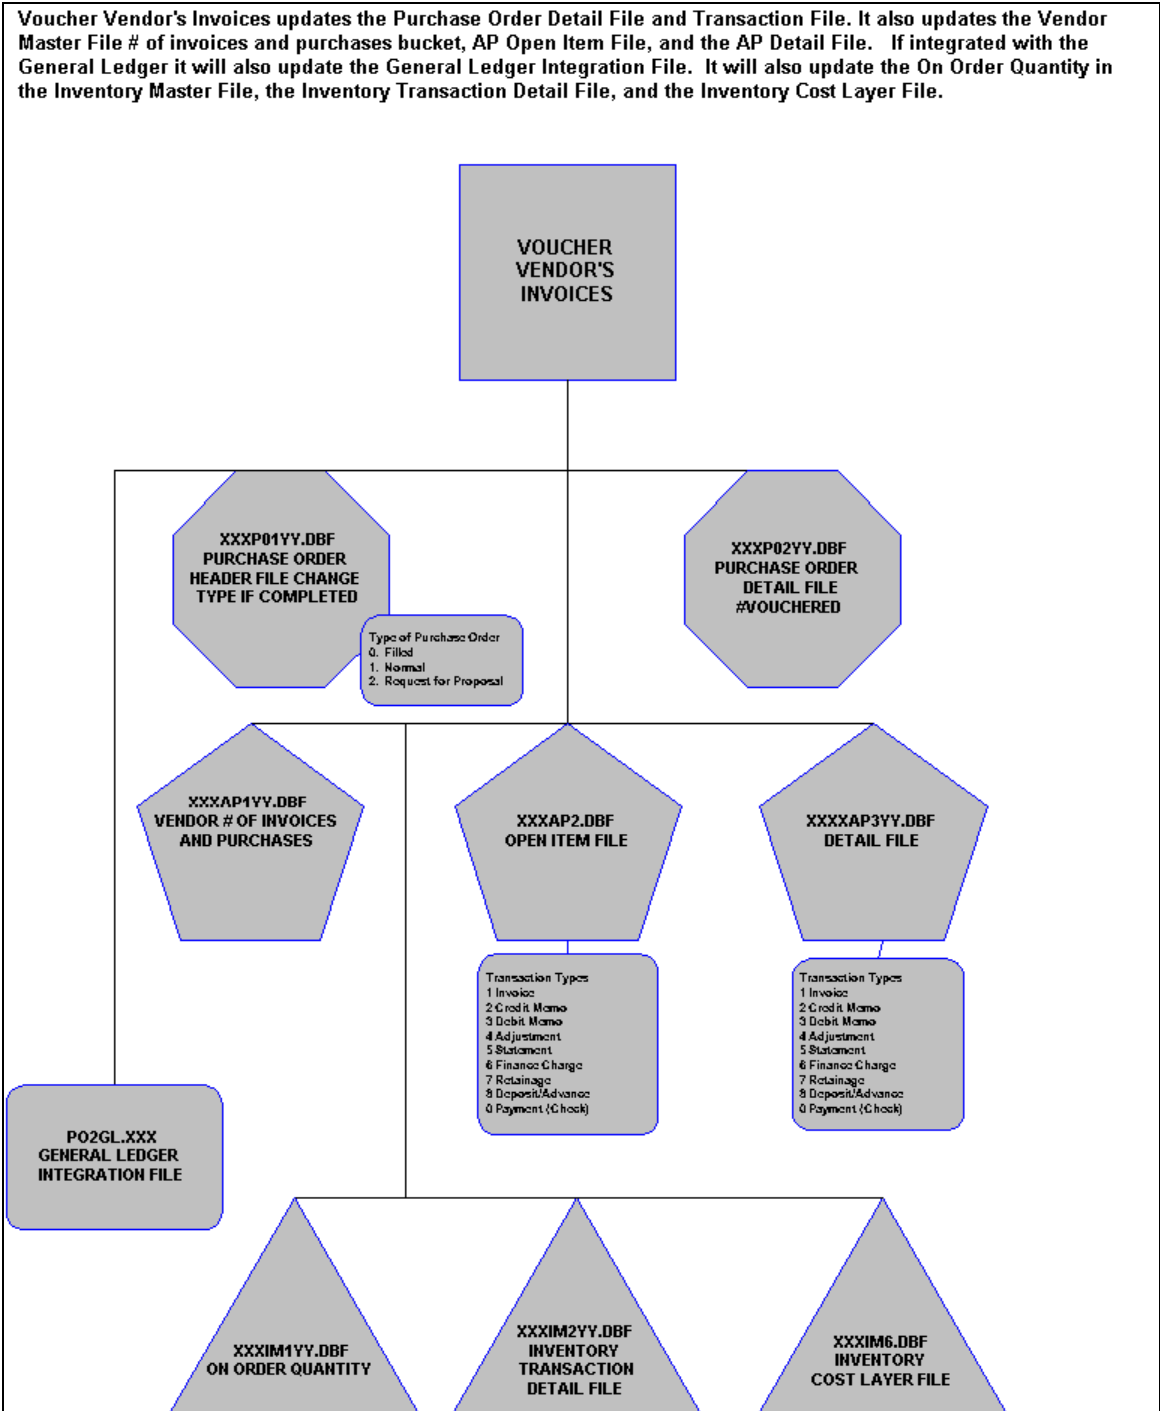 Voucher Vendor's Invoices updates the Purchase Order Detail File and Transaction File. It also updates the Vendor
Master File # of invoices and purchases bucket, AP Open Item File, and the AP Detail File. If integrated with the
General Ledger it will also update the General Ledger Integration File. It will also update the On Order Quantity in
the Inventory Master File, the Inventory Transaction Detail File, and the Inventory Cost Layer File.
VOUCHER
VENDOR'S
INVOICES
XXXP01YY.DBF
PURCHASE ORDER
HEADER FILE CHANGE
TYPE IF COMPLETED
XXXP02YY.DBF
PURCHASE ORDER
DETAIL FILE
#VOUCHERED
Type of Purchase Order
0. Filled
1. Normal
2. Request for Proposal
XXXAP1YY.DBF
VENDOR # OF INVOICES
AND PURCHASES
XXXAP2.DBF
OPEN ITEM FILE
XXXXAP3YY.DBF
DETAIL FILE
Transaction Types
1 Invoice
2 Credit Memo
3 Debit Memo
4 Adjustment
5 Statement
6 Finance Charge
7 Retainage
8 Deposit/Advance
0 Payment (Check)
Transaction Types
1 Invoice
2 Credit Memo
3 Debit Memo
4 Adjustment
5 Statement
6 Finance Charge
7 Retainage
8 Deposit/Advance
0 Payment (Check)
PO2GL.XXX
GENERAL LEDGER
INTEGRATION FILE
XXXIM1YY.DBF
ON ORDER QUANTITY
XXXIM2YY.DBF
INVENTORY
TRANSACTION
DETAIL FILE
XXXIM6.DBF
INVENTORY
COST LAYER FILE